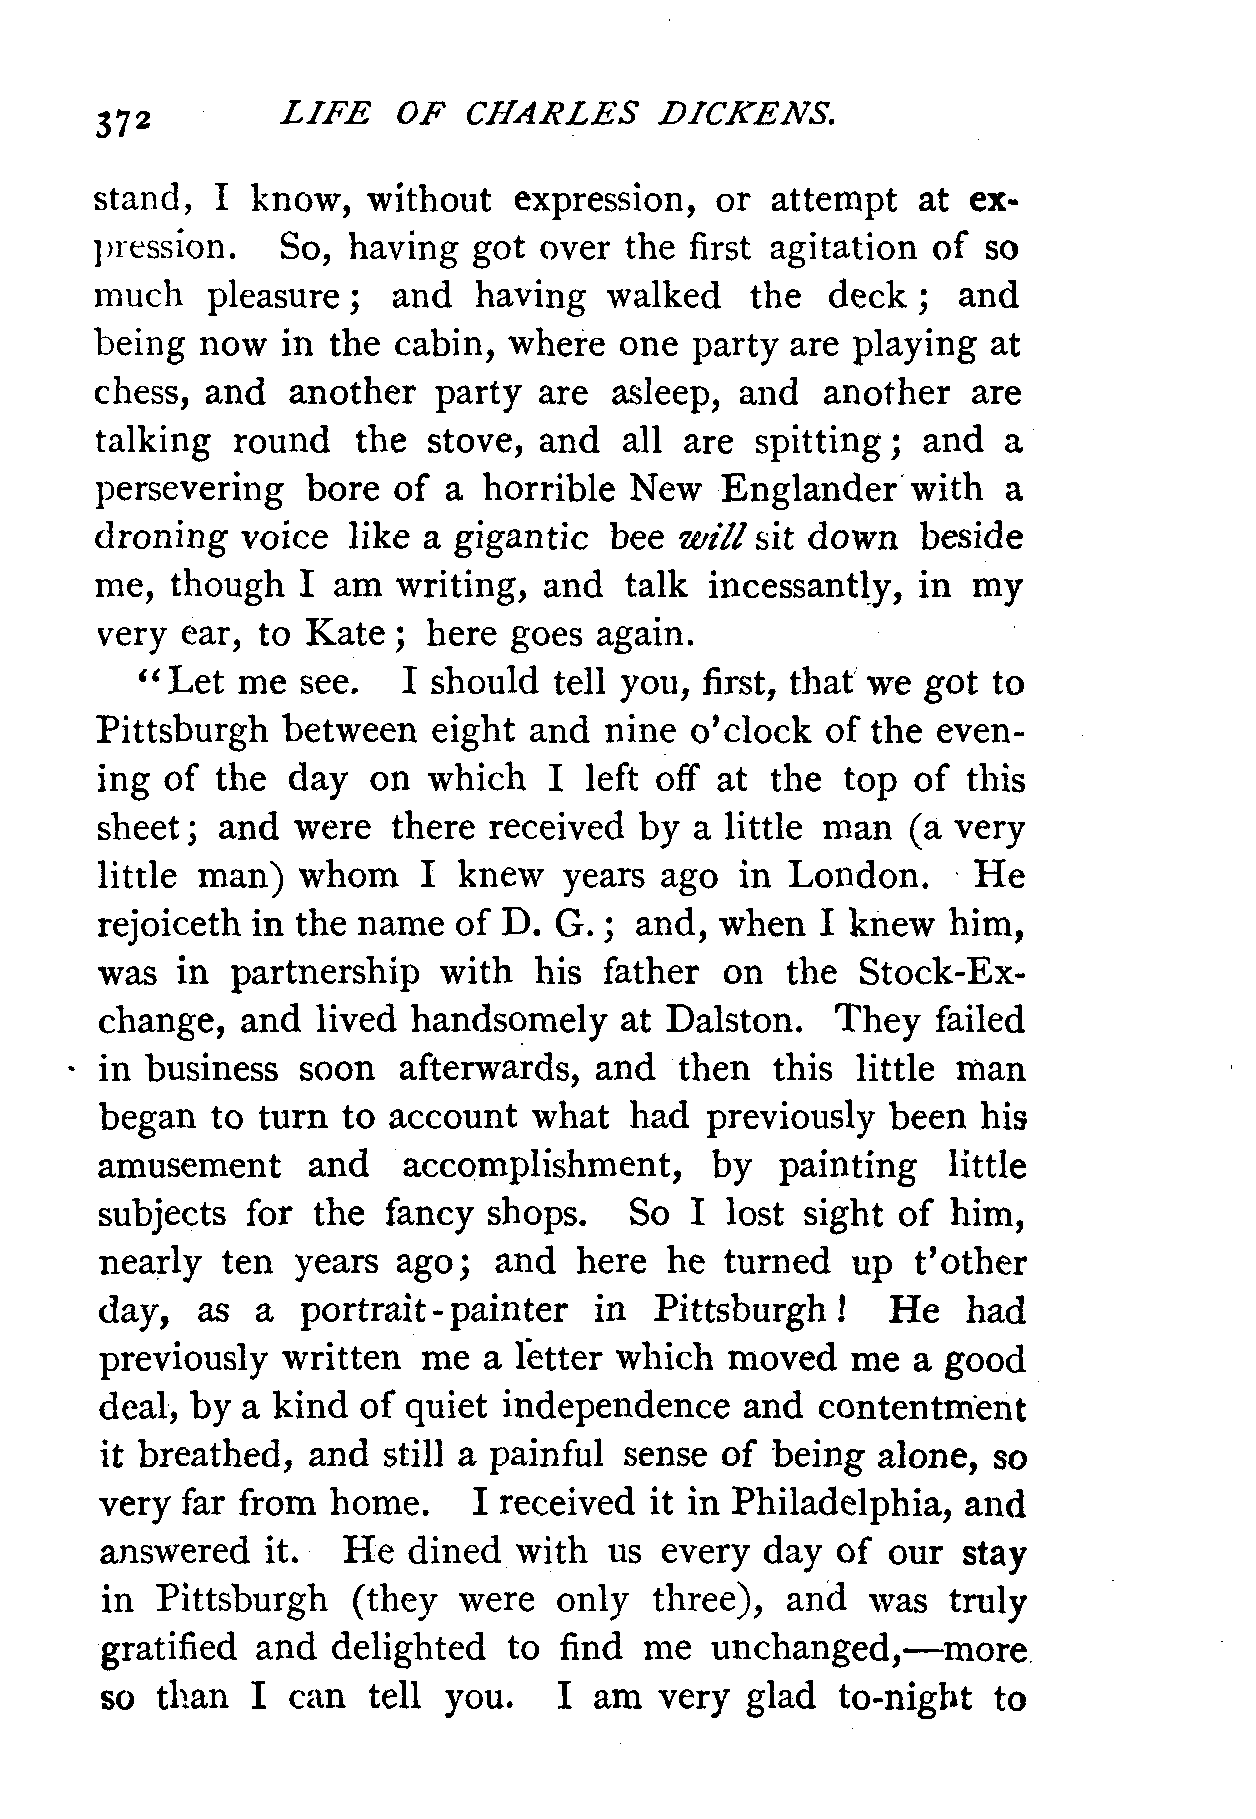 372 LIFE OF CHARLES DICKENS.
stand, I know, without expression, or attempt at ex-
pression. So, having got over the first agitation of so
much pleasure; and having walked the deck; and
being now in the cabin, where one party are playing at
chess, and another party are asleep, and another are
talking round the stove, and all are spitting; and a
persevering bore of a horrible New Englander with a
droning voice like a gigantic bee will sit down beside
me, though I am writing, and talk incessantly, in my
very ear, to Kate; here goes again.
“Let me see. I should tell you, first, that we got to
Pittsburgh between eight and nine o’clock of the even-
ing of the day on which I left off at the top of this
sheet; and were there received by a little man (a very
little man) whom I knew years ago in London. He
rejoiceth in the name of D. G.; and, when I knew him,
was in partnership with his father on the Stock-Ex-
change, and lived handsomely at Dalston. They failed
in business soon afterwards, and then this little man
began to turn to account what had previously been his
amusement and accomplishment, by painting little
subjects for the fancy shops. So I lost sight of him,
nearly ten years ago; and here he turned up t’other
day, as a portrait-painter in Pittsburgh! He had
previously written me a letter which moved me a good
deal, by a kind of quiet independence and contentment
it breathed, and still a painful sense of being alone, so
very far from home. I received it in Philadelphia, and
answered it. He dined with us every day of our stay
in Pittsburgh (they were only three), and was truly
gratified and delighted to find me unchanged,—more
so than I can tell you. I am very glad to-night to